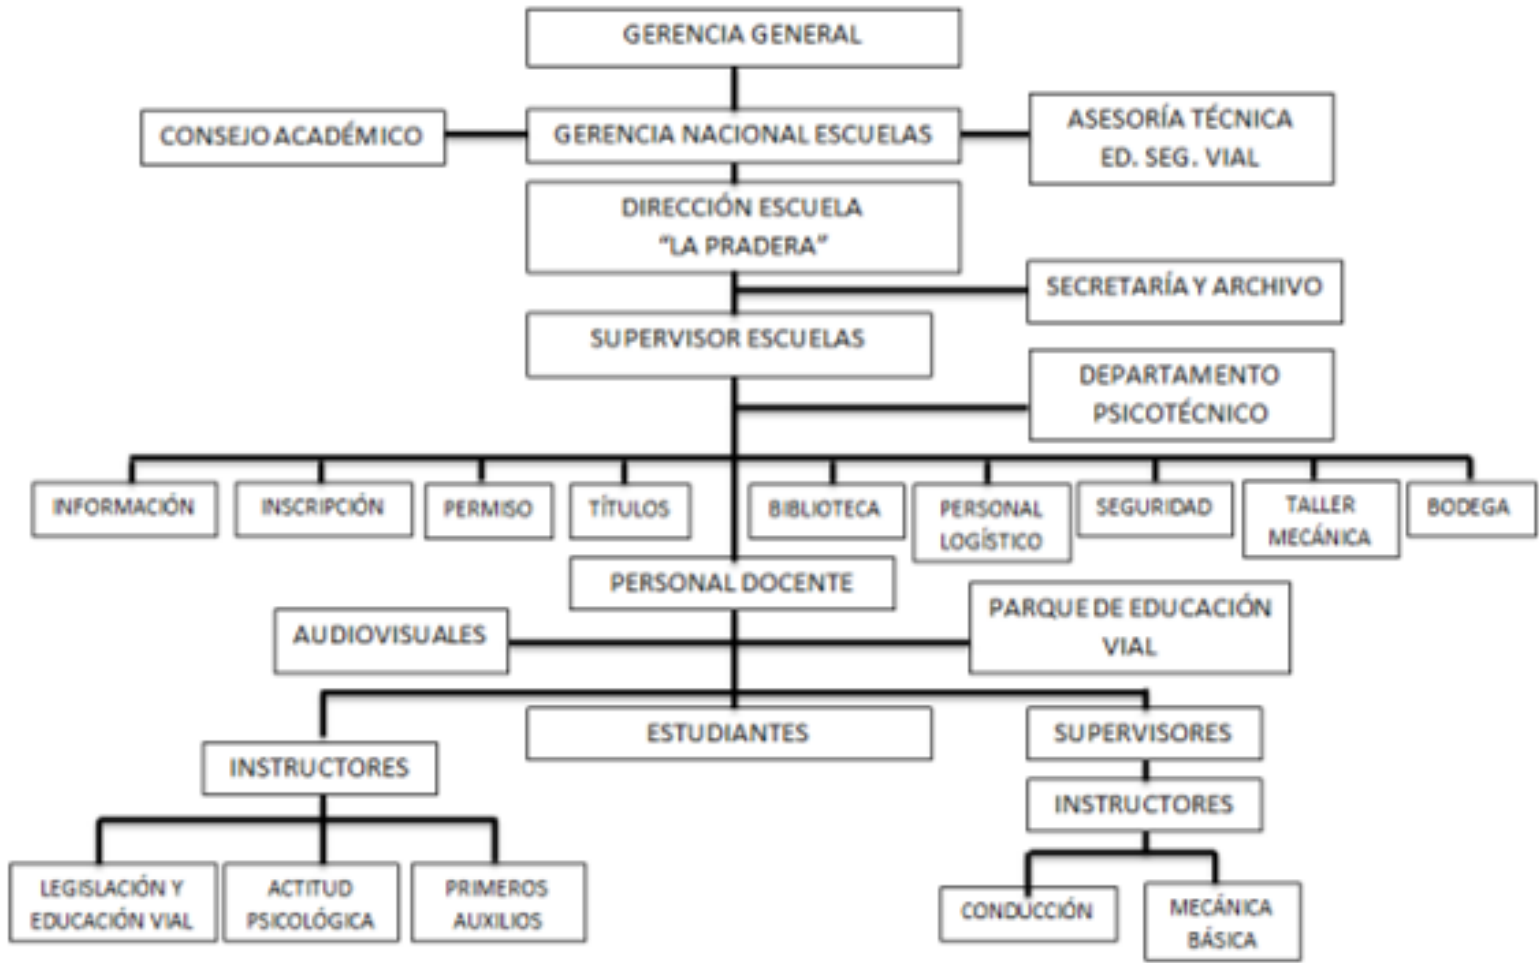 GERENCIA GENERAL
CONSEJO ACADÉMICO
GERENCIA NACIONAL ESCUELAS
ASESORÍA TÉCNICA
ED. SEG. VIAL
DIRECCIÓN ESCUELA
“LA PRADERA”
SECRETARÍA Y ARCHIVO
SUPERVISOR ESCUELAS
DEPARTAMENTO
PSICOTÉCNICO
INFORMACIÓN
INSCRIPCIÓN
PERMISO
TÍTULOS
BIBLIOTECA
PERSONAL
LOGÍSTICO
SEGURIDAD
TALLER
MECÁNICA
BODEGA
PERSONAL DOCENTE
AUDIOVISUALES
PARQUE DE EDUCACIÓN
VIAL
ESTUDIANTES
SUPERVISORES
INSTRUCTORES
INSTRUCTORES
LEGISLACIÓN Y
EDUCACIÓN VIAL
ACTITUD
PSICOLÓGICA
PRIMEROS
AUXILIOS
CONDUCCIÓN
MECÁNICA
BÁSICA